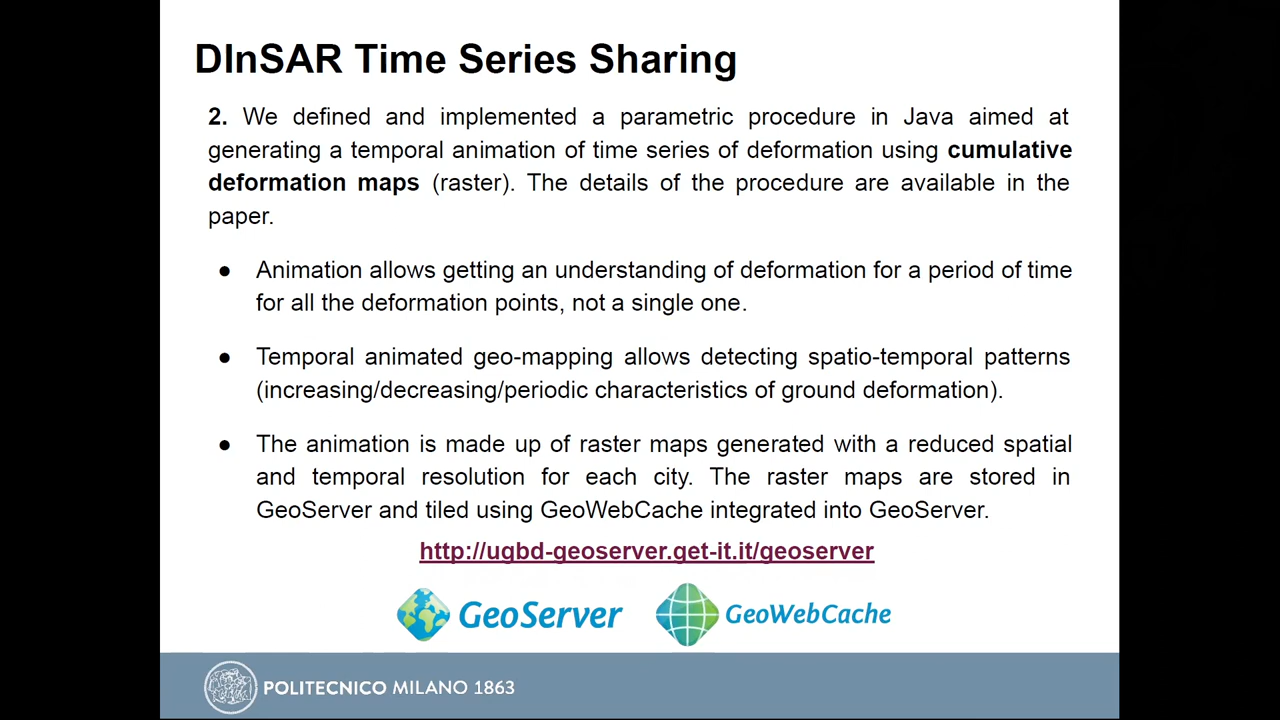 DInSAR Time Series Sharing
2. We defined and implemented a parametric procedure in Java aimed at
generating a temporal animation of time series of deformation using cumulative
deformation maps (raster). The details of the procedure are available in the
paper.
● Animation allows getting an understanding of deformation for a period of time
for all the deformation points, not a single one.
● Temporal animated geo-mapping allows detecting spatio-temporal patterns
(increasing/decreasing/periodic characteristics of ground deformation).
● The animation is made up of raster maps generated with a reduced spatial
and temporal resolution for each city. The raster maps are stored in
GeoServer and tiled using GeoWebCache integrated into GeoServer.
http://ugbd-geoserver.get-it.it/geoserver
GeoServer GeoWebCache
POLITECNICO MILANO 1863